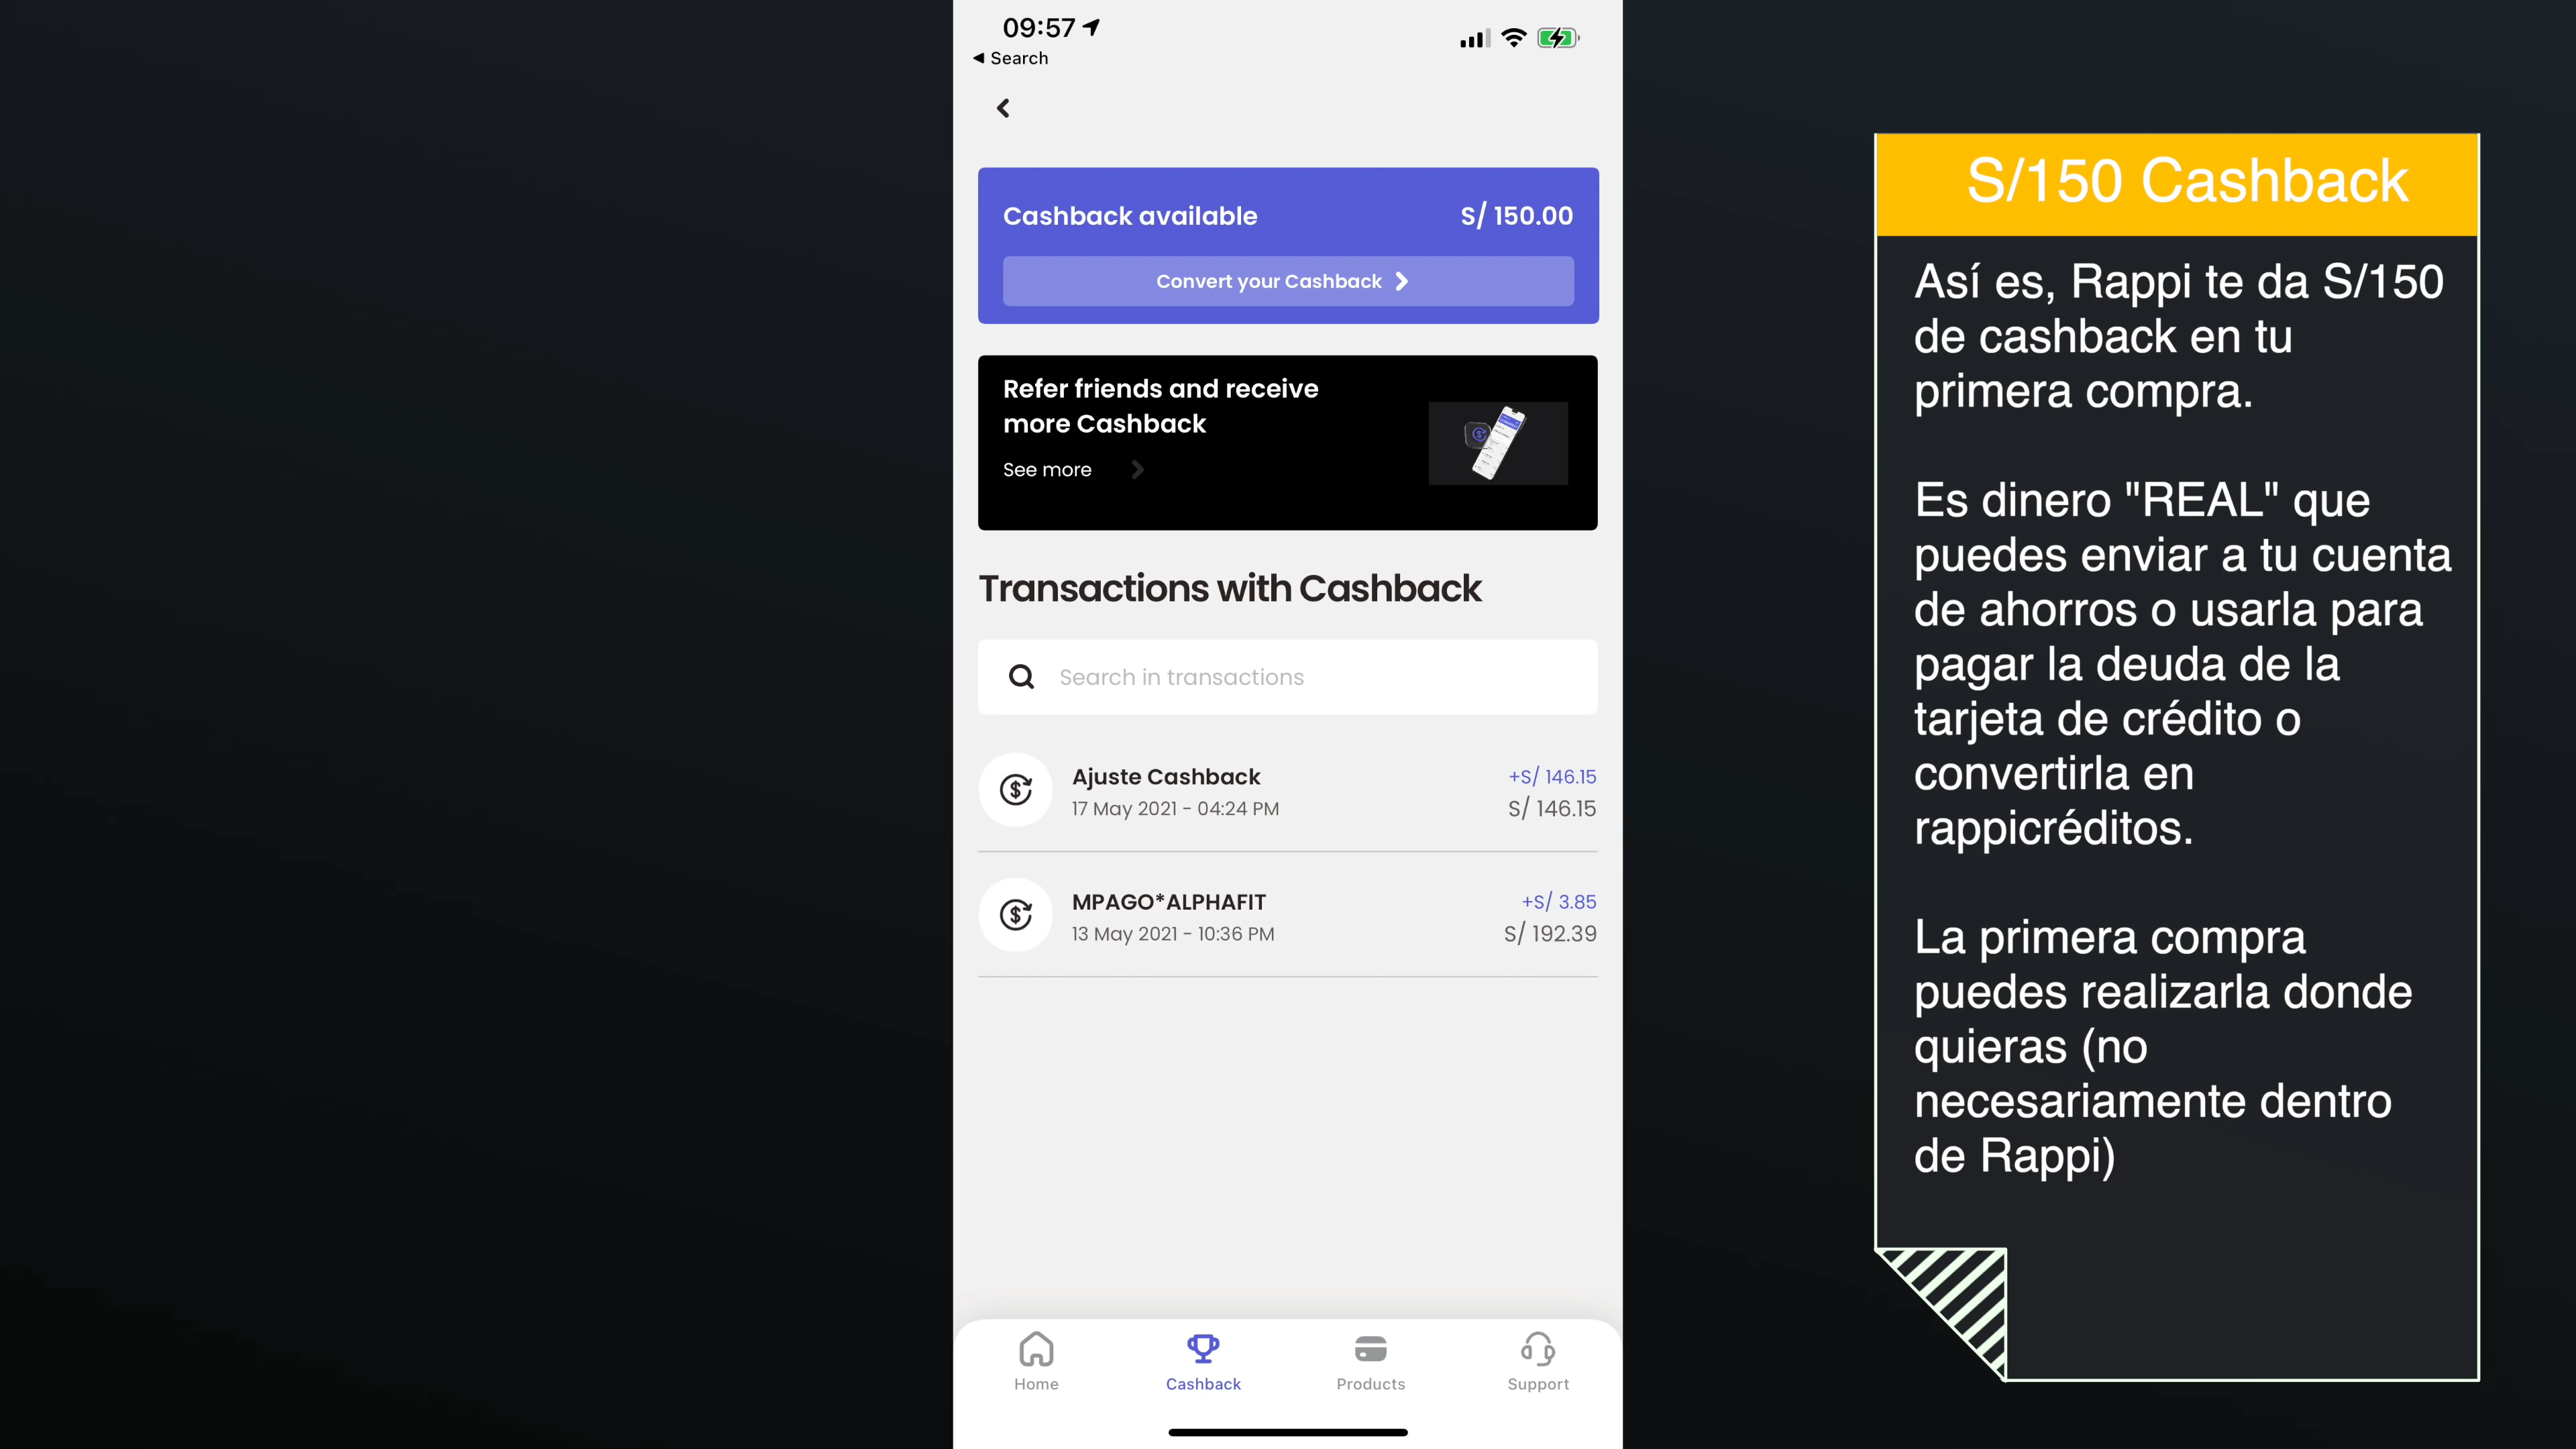 09:57
Search
Cashback available
S/ 150.00
Convert your Cashback
Refer friends and receive
more Cashback
See more
Transactions with Cashback
Search in transactions
Ajuste Cashback
+S/ 146.15
17 May 2021 - 04:24 PM
S/ 146.15
MPAGO*ALPHAFIT
+S/ 3.85
13 May 2021 - 10:36 PM
S/ 192.39
Home
Cashback
Products
Support
S/150 Cashback
Así es, Rappi te da S/150
de cashback en tu
primera compra.
Es dinero "REAL" que
puedes enviar a tu cuenta
de ahorros o usarla para
pagar la deuda de la
tarjeta de crédito o
convertirla en
rappicréditos.
La primera compra
puedes realizarla donde
quieras (no
necesariamente dentro
de Rappi)